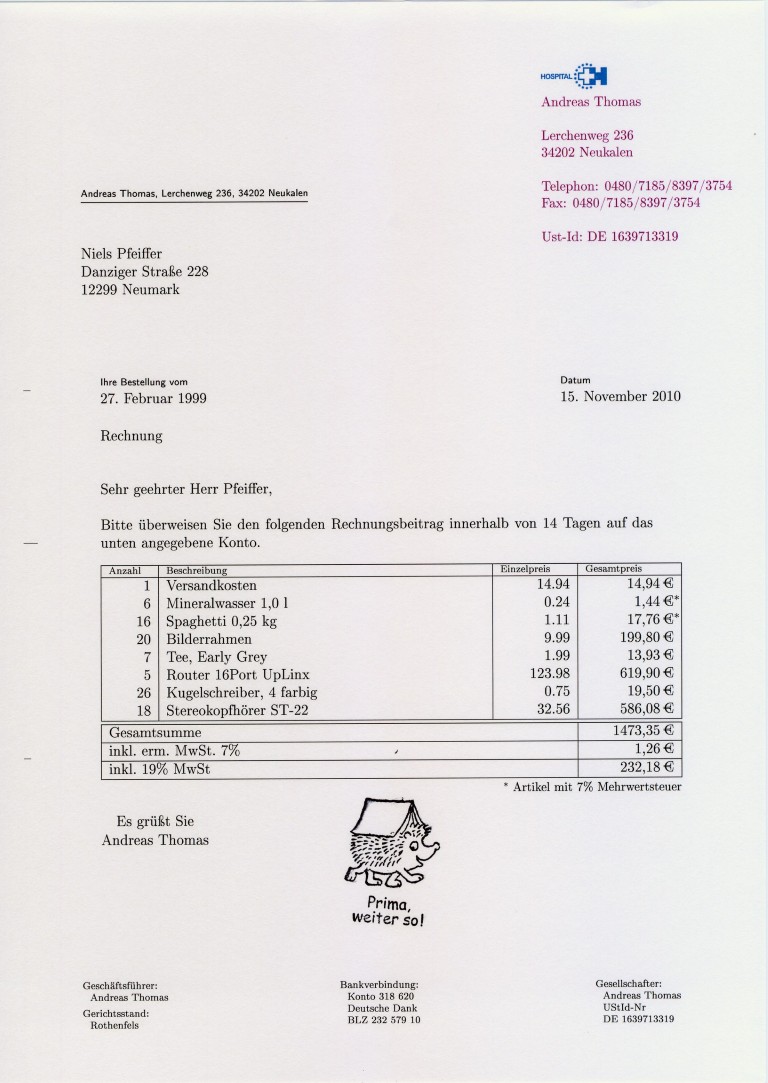 HOSPITAL
Andreas Thomas
Lerchenweg 236
34202 Neukalen
Telephon: 0480/7185/8397/3754
Fax: 0480/7185/8397/3754
Ust-Id: DE 1639713319
Andreas Thomas, Lerchenweg 236, 34202 Neukalen
Niels Pfeiffer
Danziger Straße 228
12299 Neumark
Ihre Bestellung vom Datum
27. Februar 1999 15. November 2010
Rechnung
Sehr geehrter Herr Pfeiffer,
Bitte überweisen Sie den folgenden Rechnungsbeitrag innerhalb von 14 Tagen auf das
unten angegebene Konto.
Anzahl Beschreibung Einzelpreis Gesamtpreis
1 Versandkosten 14.94 14,94 €
6 Mineralwasser 1,0 l 0.24 1,44 €*
16 Spaghetti 0,25 kg 1.11 17,76 €*
20 Bilderrahmen 9.99 199,80 €
7 Tee, Early Grey 1.99 13,93 €
5 Router 16Port UpLinx 123.98 619,90 €
26 Kugelschreiber, 4 farbig 0.75 19,50 €
18 Stereokopfhörer ST-22 32.56 586,08 €
Gesamtsumme 1473,35 €
inkl. erm. MwSt. 7% 1,26 €
inkl. 19% MwSt 232,18 €
* Artikel mit 7% Mehrwertsteuer
Es grüßt Sie
Andreas Thomas
Prima,
weiter so!
Geschäftsführer:
Andreas Thomas
Gerichtsstand:
Rothenfels
Bankverbindung:
Konto 318 620
Deutsche Dank
BLZ 232 579 10
Gesellschafter:
Andreas Thomas
UStId-Nr
DE 1639713319